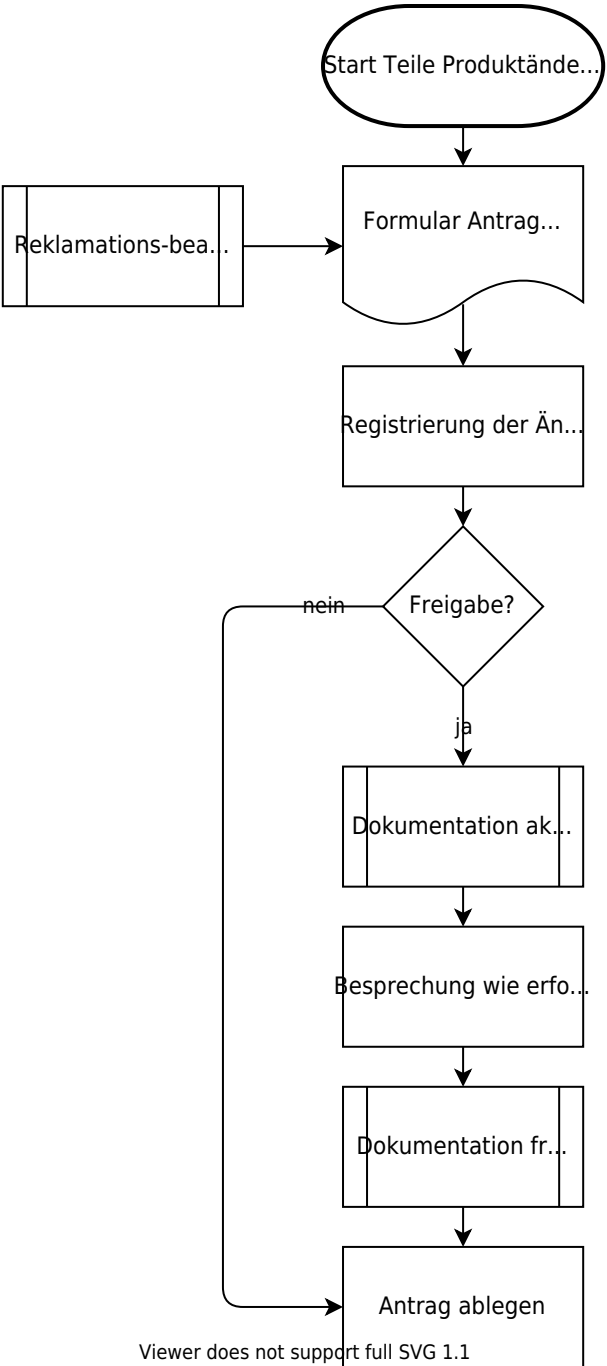 Start Teile Produktände...
Formular Antrag...
Reklamations-bea...
Registrierung der Än...
Freigabe?
nein
ja
Dokumentation ak...
Besprechung wie erfo...
Dokumentation fr...
Antrag ablegen
Viewer does not support full SVG 1.1